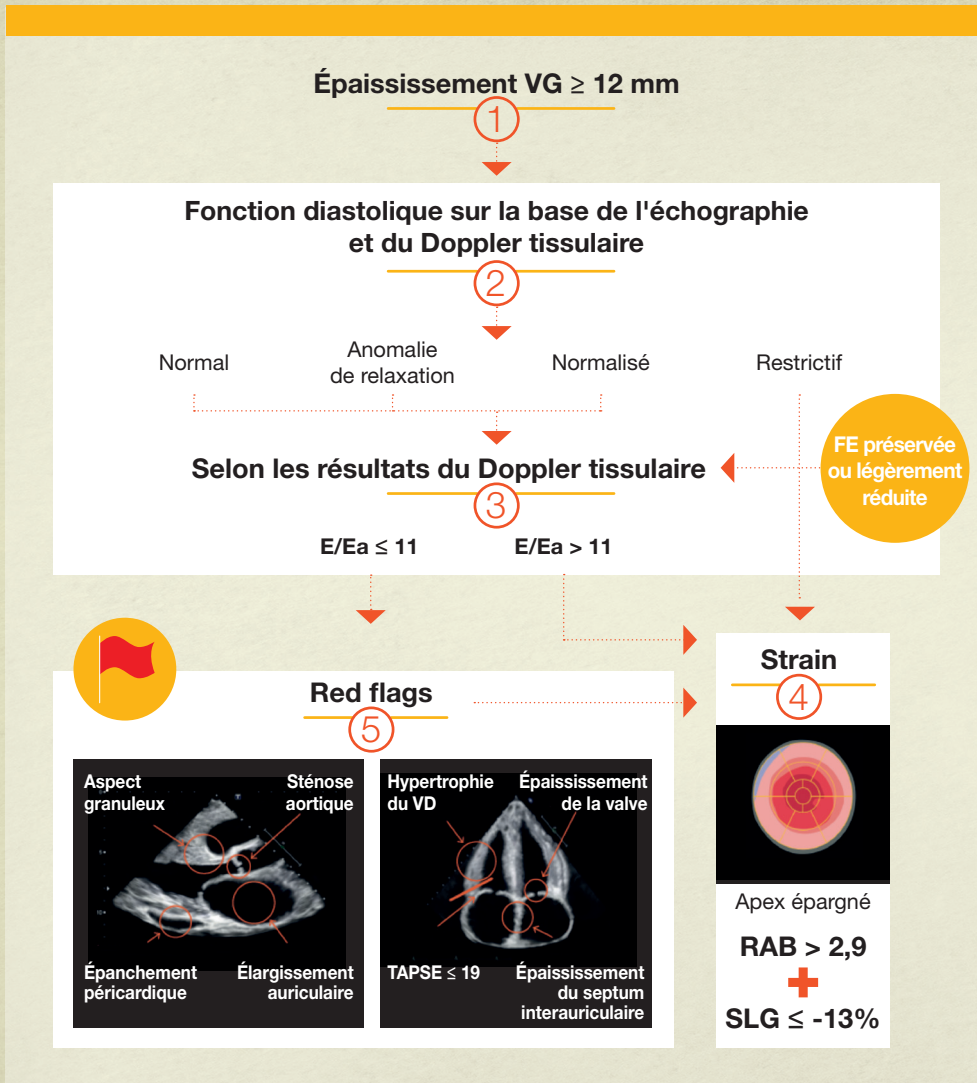 Épaississement VG ≥ 12 mm
1
Fonction diastolique sur la base de l'échographie
et du Doppler tissulaire
2
Normal
Anomalie
de relaxation
Normalisé
Restrictif
FE préservée
ou légèrement
réduite
Selon les résultats du Doppler tissulaire
3
E/Ea ≤ 11
E/Ea > 11
Red flags
5
Aspect
granuleux
Sténose
aortique
Épanchement
péricardique
Élargissement
auriculaire
Hypertrophie
du VD
Épaississement
de la valve
TAPSE ≤ 19
Épaississement
du septum
interauriculaire
Strain
4
Apex épargné
RAB > 2,9
+
SLG ≤ -13%